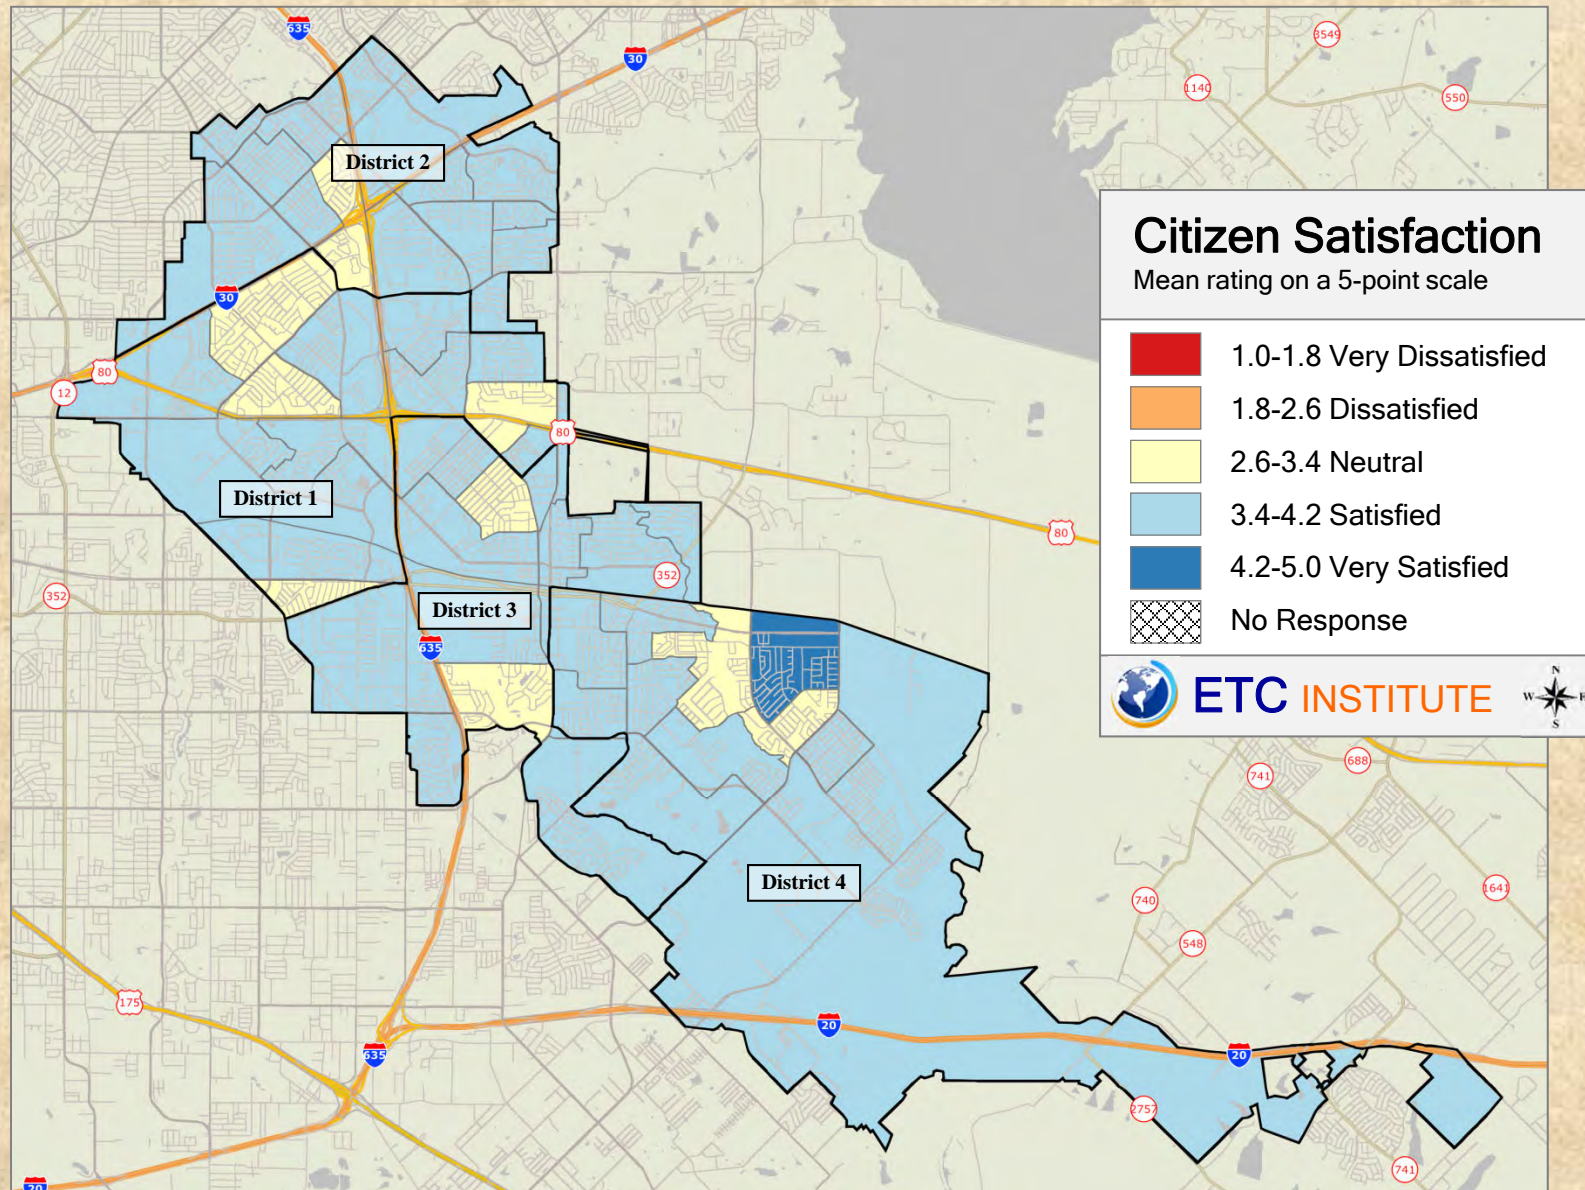 635
30
3549
1140
550
District 2
Citizen Satisfaction
Mean rating on a 5-point scale
30
1.0-1.8 Very Dissatisfied
80
12
1.8-2.6 Dissatisfied
80
2.6-3.4 Neutral
District 1
3.4-4.2 Satisfied
80
352
4.2-5.0 Very Satisfied
352
District 3
No Response
635
N
ETC INSTITUTE
W E
S
688
741
District 4
1641
740
548
175
20
635
20
2757
741
20